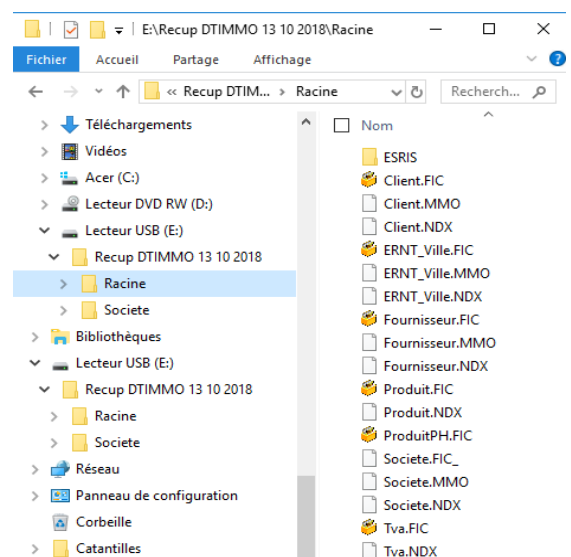 E:\Recup DTIMMO 13 10 2018\Racine
Fichier Accueil Partage Affichage
« Recup DTIM... > Racine Recherch...
Téléchargements
Vidéos
Acer (C:)
Lecteur DVD RW (D:)
Lecteur USB (E:)
Recup DTIMMO 13 10 2018
Racine
Societe
Bibliothèques
Lecteur USB (E:)
Recup DTIMMO 13 10 2018
Racine
Societe
Réseau
Panneau de configuration
Corbeille
Catantilles
Nom
ESRIS
Client.FIC
Client.MMO
Client.NDX
ERNT_Ville.FIC
ERNT_Ville.MMO
ERNT_Ville.NDX
Fournisseur.FIC
Fournisseur.MMO
Fournisseur.NDX
Produit.FIC
Produit.NDX
ProduitPH.FIC
Societe.FIC_
Societe.MMO
Societe.NDX
Tva.FIC
Tva.NDX